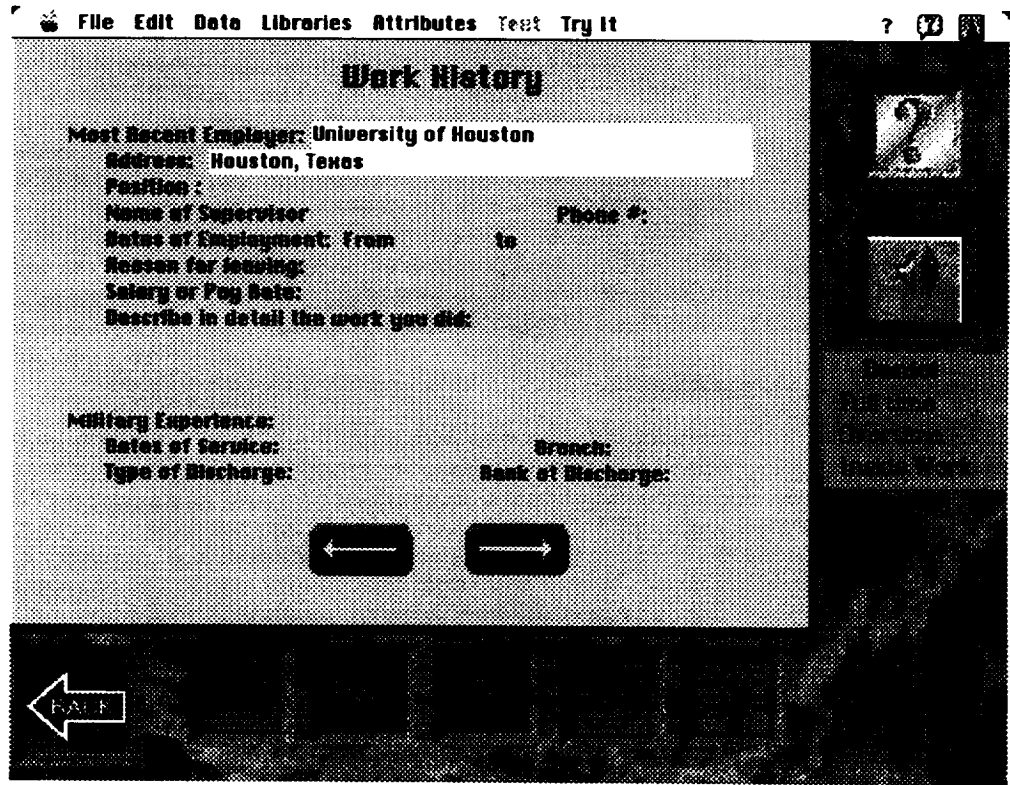 File Edit Data Libraries Attributes Text Try It ?
Work History
Most Recent Employer: University of Houston
Address: Houston, Texas
Position :
Name of Supervisor Phone #:
Dates of Employment: From to
Reason for leaving:
Salary or Pay Rate:
Describe in detail the work you did:
Military Experience:
Dates of Service: Branch:
Type of Discharge: Rank at Discharge:
BACK